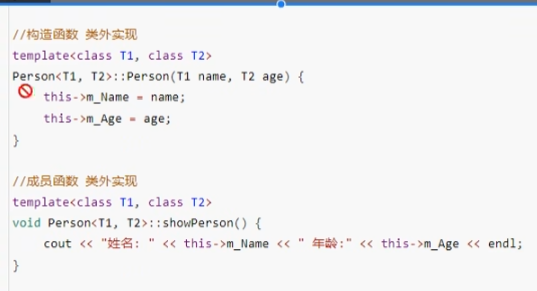 //构造函数 类外实现
template<class T1, class T2>
Person<T1, T2>::Person(T1 name, T2 age) {
    this->m_Name = name;
    this->m_Age = age;
}
//成员函数 类外实现
template<class T1, class T2>
void Person<T1, T2>::showPerson() {
    cout << "姓名: " << this->m_Name << " 年龄:" << this->m_Age << endl;
}